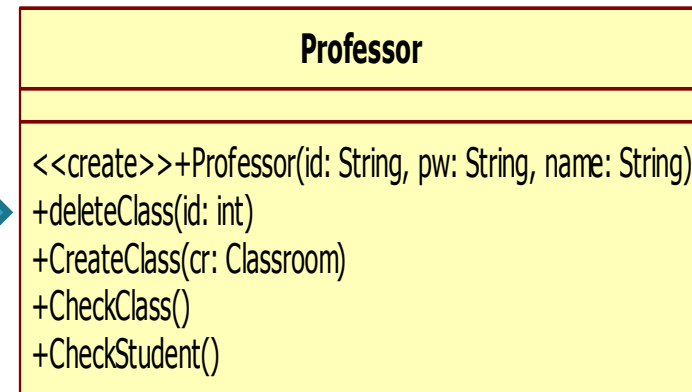 Professor
<<create>>+Professor(id: String, pw: String, name: String)
+deleteClass(id: int)
+CreateClass(cr: Classroom)
+CheckClass()
+CheckStudent()